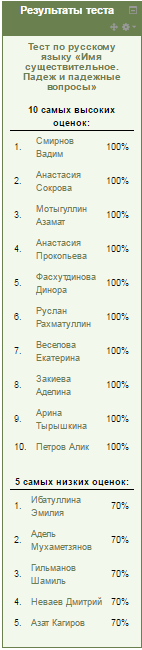 Результаты теста
Тест по русскому
языку «Имя
существительное.
Падеж и падежные
вопросы»
10 самых высоких
оценок:
1. Смирнов
Вадим 100%
2. Анастасия
Сокрова 100%
3. Мотыгуллин
Азамат 100%
4. Анастасия
Прокопьева 100%
5. Фасхутдинова
Динора 100%
6. Руслан
Рахматуллин 100%
7. Веселова
Екатерина 100%
8. Закиева
Аделина 100%
9. Арина
Тырышкина 100%
10. Петров Алик 100%
5 самых низких оценок:
1. Ибатуллина
Эмилия 70%
2. Адель
Мухаметзянов 70%
3. Гильманов
Шамиль 70%
4. Неваев Дмитрий 70%
5. Азат Кагиров 70%